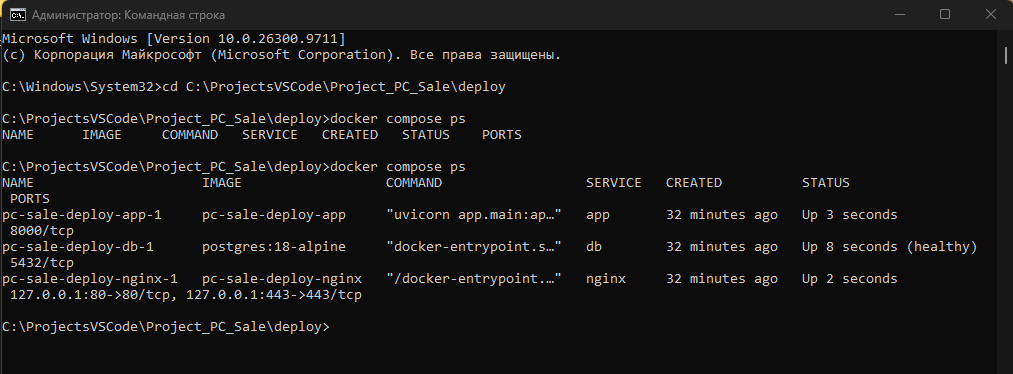 Администратор: Командная строка
Microsoft Windows [Version 10.0.26300.9711]
(c) Корпорация Майкрософт (Microsoft Corporation). Все права защищены.
C:\Windows\System32>cd C:\ProjectsVSCode\Project_PC_Sale\deploy
C:\ProjectsVSCode\Project_PC_Sale\deploy>docker compose ps
NAME      IMAGE     COMMAND   SERVICE   CREATED   STATUS    PORTS
C:\ProjectsVSCode\Project_PC_Sale\deploy>docker compose ps
NAME                     IMAGE                  COMMAND                  SERVICE   CREATED          STATUS
PORTS
pc-sale-deploy-app-1     pc-sale-deploy-app     "uvicorn app.main:ap…"   app       32 minutes ago   Up 3 seconds
8000/tcp
pc-sale-deploy-db-1      postgres:18-alpine     "docker-entrypoint.s…"   db        32 minutes ago   Up 8 seconds (healthy)
5432/tcp
pc-sale-deploy-nginx-1   pc-sale-deploy-nginx   "/docker-entrypoint.…"   nginx     32 minutes ago   Up 2 seconds
127.0.0.1:80->80/tcp, 127.0.0.1:443->443/tcp
C:\ProjectsVSCode\Project_PC_Sale\deploy>